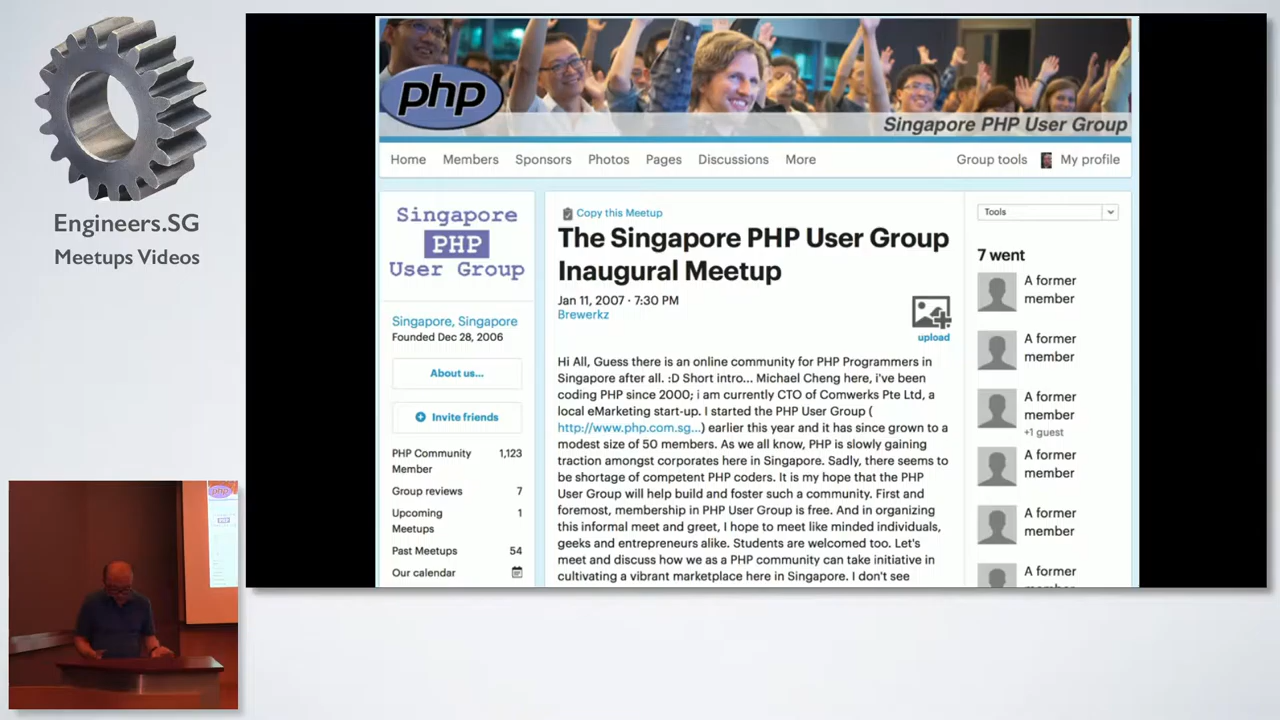 Engineers.SG
Meetups Videos
php
Singapore PHP User Group
Home Members Sponsors Photos Pages Discussions More Group tools My profile
Singapore
PHP
User Group
Singapore, Singapore
Founded Dec 28, 2006
About us...
Invite friends
PHP Community Member 1,123
Group reviews 7
Upcoming Meetups 1
Past Meetups 54
Our calendar
Copy this Meetup
The Singapore PHP User Group
Inaugural Meetup
Jan 11, 2007 · 7:30 PM
Brewerkz
upload
Hi All, Guess there is an online community for PHP Programmers in
Singapore after all. :D Short intro... Michael Cheng here, i've been
coding PHP since 2000; i am currently CTO of Comwerks Pte Ltd, a
local eMarketing start-up. I started the PHP User Group (
http://www.php.com.sg...) earlier this year and it has since grown to a
modest size of 50 members. As we all know, PHP is slowly gaining
traction amongst corporates here in Singapore. Sadly, there seems to
be shortage of competent PHP coders. It is my hope that the PHP
User Group will help build and foster such a community. First and
foremost, membership in PHP User Group is free. And in organizing
this informal meet and greet, I hope to meet like minded individuals,
geeks and entrepreneurs alike. Students are welcomed too. Let's
meet and discuss how we as a PHP community can take initiative in
cultivating a vibrant marketplace here in Singapore. I don't see
Tools
7 went
A former
member
A former
member
A former
member
+1 guest
A former
member
A former
member
A former
member